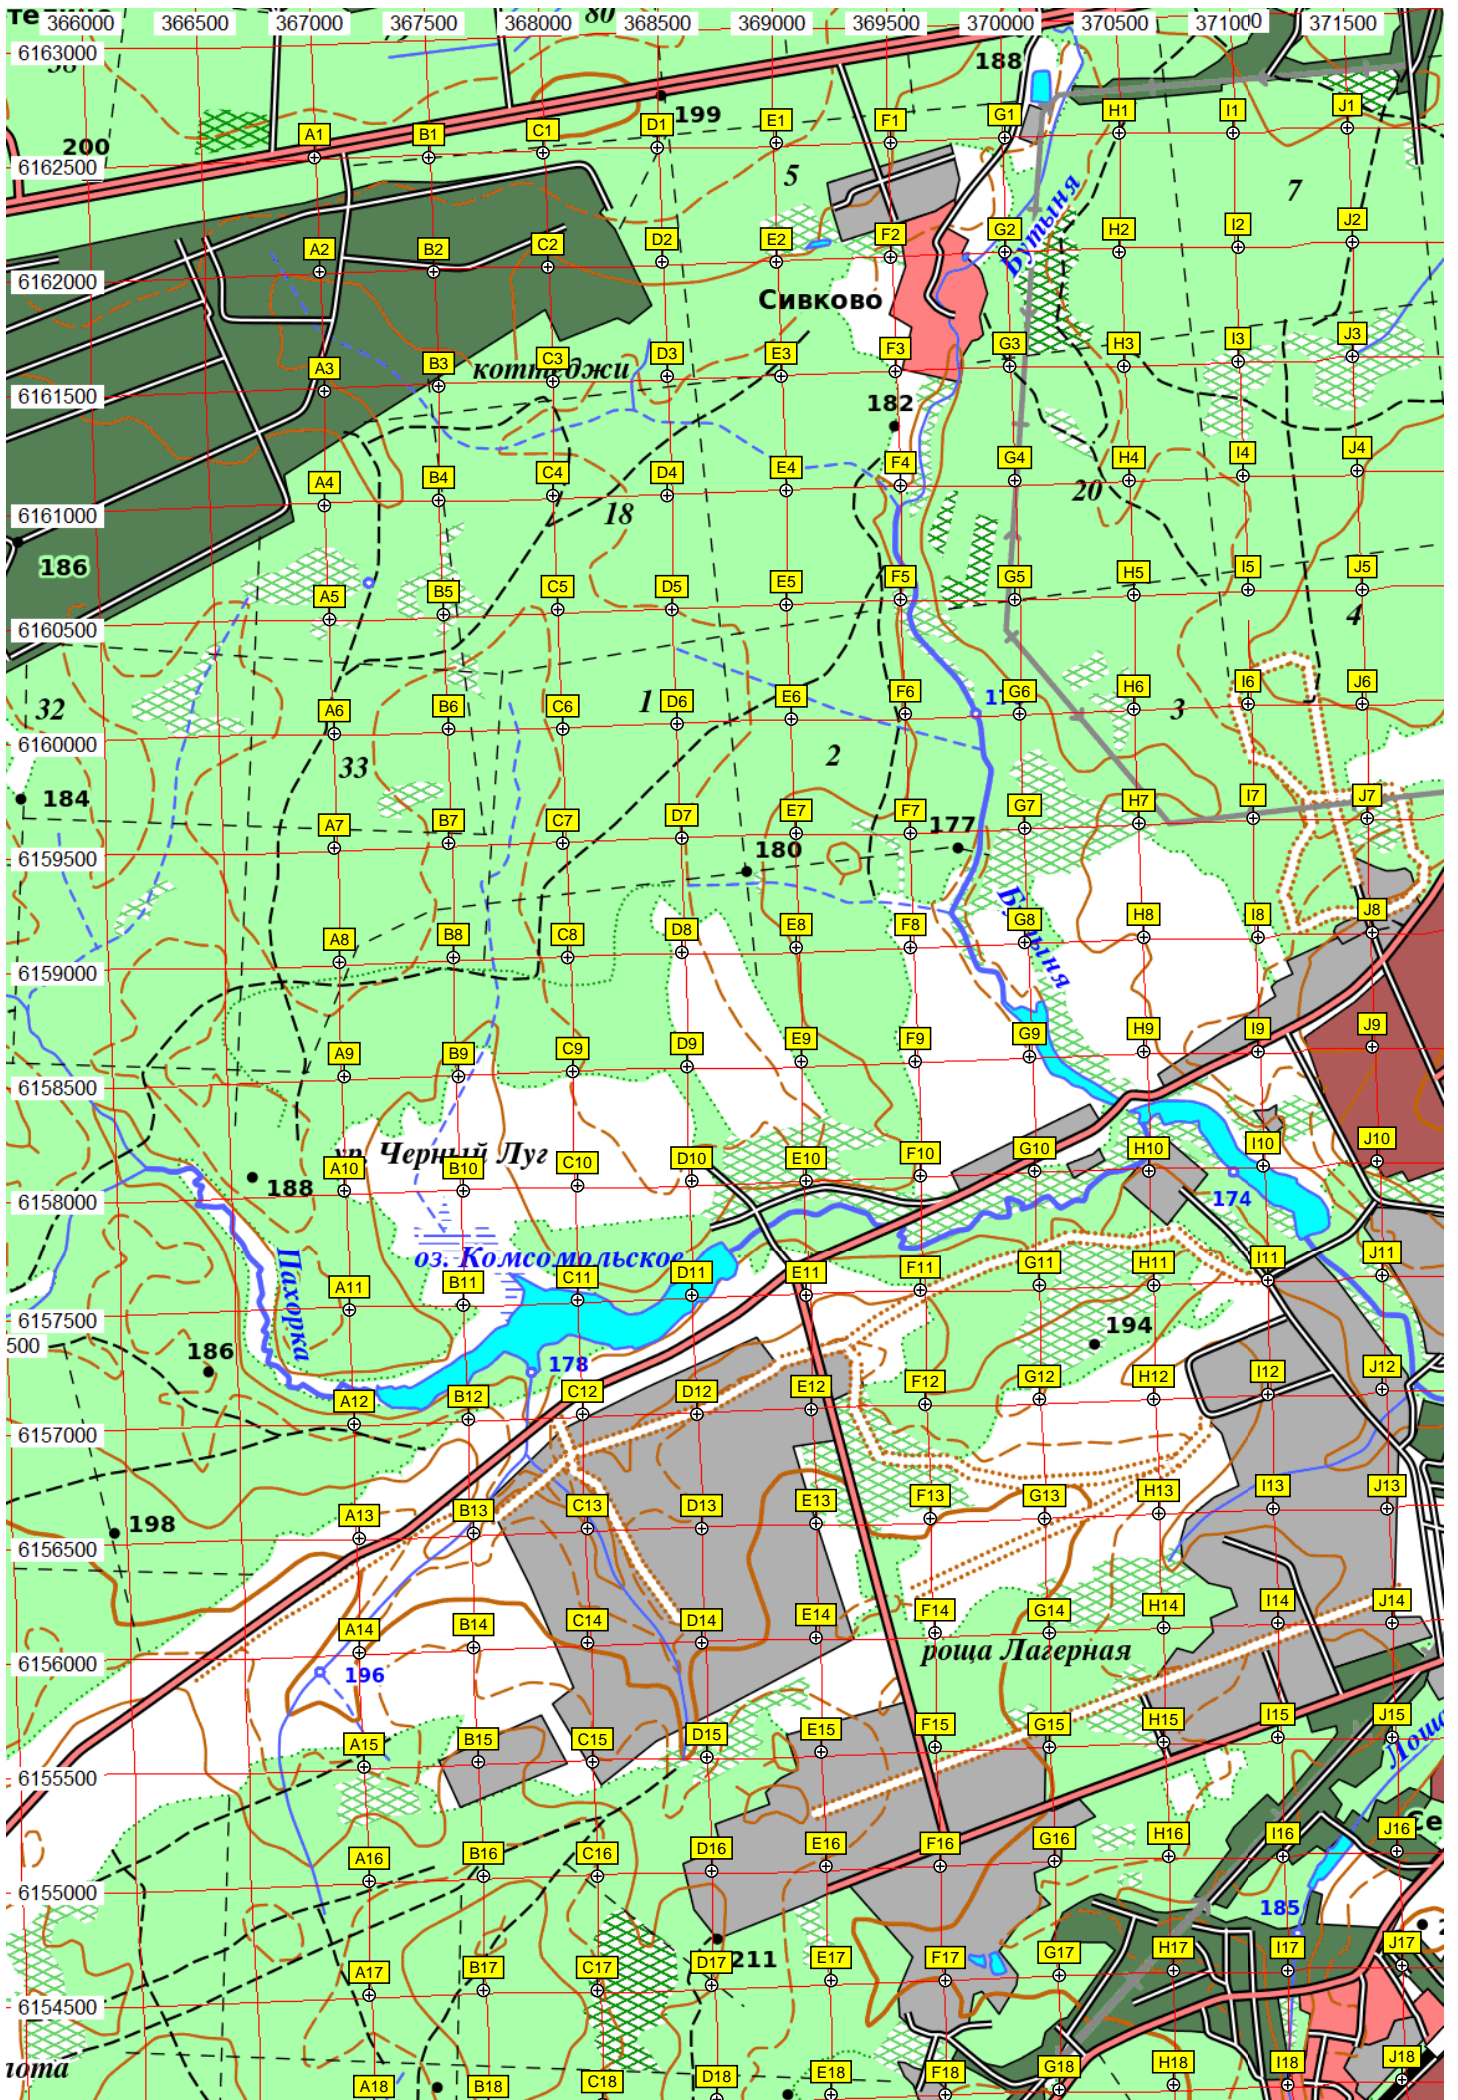 366000 366500 367000 367500 368000 368500 369000 369500 370000 370500 371500
80
6163000
188
199
200
A1 B1 C1 D1 E1 F1 G1 H1 I1 J1
6162500
5
7
Бутыня
A2 B2 C2 D2 E2 F2 G2 H2 I2 J2
6162000
Сивково
A3 B3 C3 D3 E3 F3 G3 H3 I3 J3
коттеджи
6161500
182
A4 B4 C4 D4 E4 F4 G4 H4 I4 J4
20
18
6161000
186
A5 B5 C5 D5 E5 F5 G5 H5 I5 J5
4
6160500
A6 B6 C6 D6 E6 F6 G6 H6 I6 J6
32
1
3
6160000
2
33
184
A7 B7 C7 D7 E7 F7 G7 H7 I7 J7
177
180
6159500
A8 B8 C8 D8 E8 F8 G8 H8 I8 J8
6159000
A9 B9 C9 D9 E9 F9 G9 H9 I9 J9
6158500
ур. Черный Луг
A10 B10 C10 D10 E10 F10 G10 H10 I10 J10
188
174
6158000
оз. Комсомольское
Пахорка
A11 B11 C11 D11 E11 F11 G11 H11 I11 J11
6157500
194
500
186
178
A12 B12 C12 D12 E12 F12 G12 H12 I12 J12
6157000
A13 B13 C13 D13 E13 F13 G13 H13 I13 J13
198
6156500
A14 B14 C14 D14 E14 F14 G14 H14 I14 J14
роща Лагерная
6156000
196
A15 B15 C15 D15 E15 F15 G15 H15 I15 J15
6155500
A16 B16 C16 D16 E16 F16 G16 H16 I16 J16
6155000
185
211
A17 B17 C17 D17 E17 F17 G17 H17 I17 J17
6154500
A18 B18 C18 D18 E18 F18 G18 H18 I18 J18